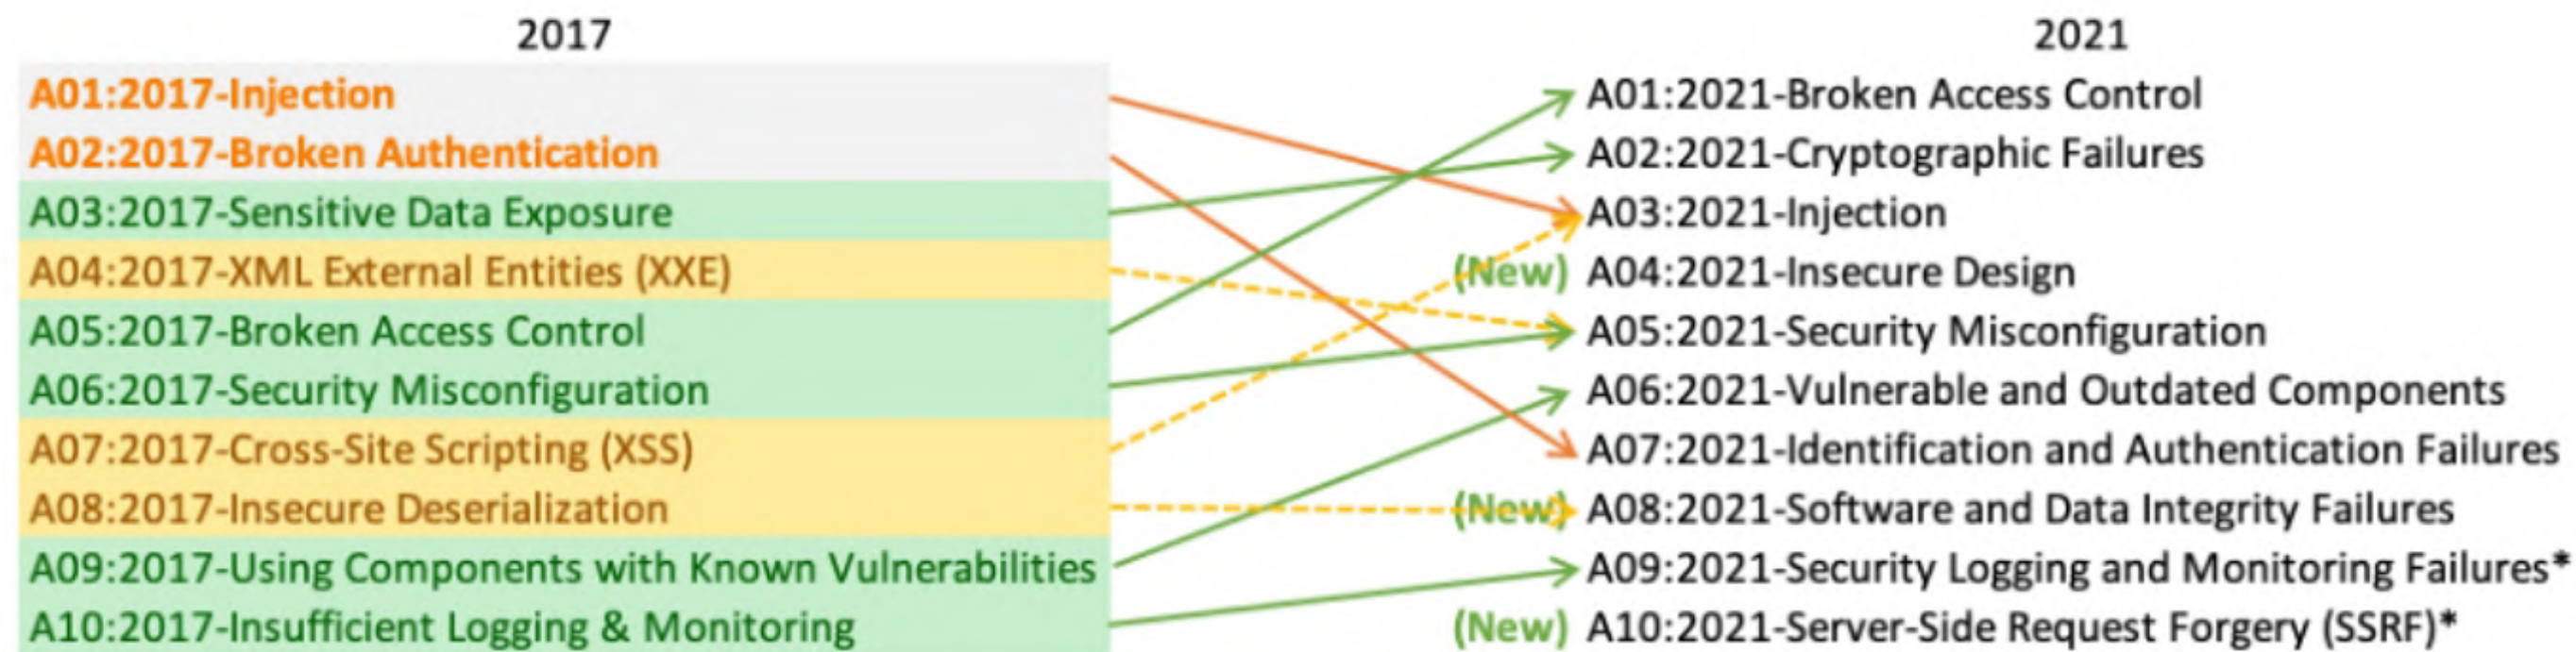 2017
A01:2017-Injection
A02:2017-Broken Authentication
A03:2017-Sensitive Data Exposure
A04:2017-XML External Entities (XXE)
A05:2017-Broken Access Control
A06:2017-Security Misconfiguration
A07:2017-Cross-Site Scripting (XSS)
A08:2017-Insecure Deserialization
A09:2017-Using Components with Known Vulnerabilities
A10:2017-Insufficient Logging & Monitoring
2021
A01:2021-Broken Access Control
A02:2021-Cryptographic Failures
A03:2021-Injection
(New) A04:2021-Insecure Design
A05:2021-Security Misconfiguration
A06:2021-Vulnerable and Outdated Components
A07:2021-Identification and Authentication Failures
(New) A08:2021-Software and Data Integrity Failures
A09:2021-Security Logging and Monitoring Failures*
(New) A10:2021-Server-Side Request Forgery (SSRF)*